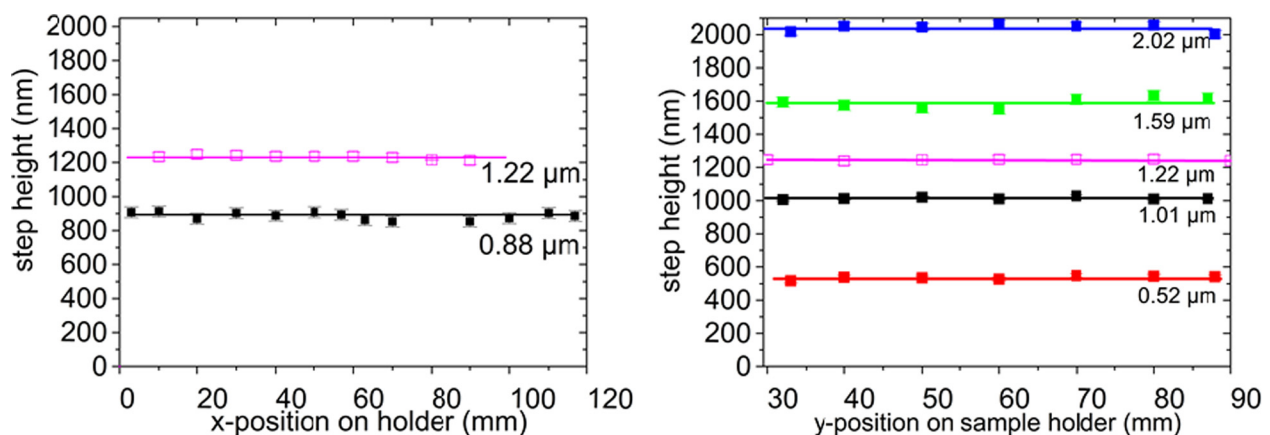 step height (nm)
2000
1800
1600
1400
1200
1000
800
600
400
200
0
1.22 µm
0.88 µm
0 20 40 60 80 100 120
x-position on holder (mm)
step height (nm)
2000
1800
1600
1400
1200
1000
800
600
400
200
0
2.02 µm
1.59 µm
1.22 µm
1.01 µm
0.52 µm
30 40 50 60 70 80 90
y-position on sample holder (mm)